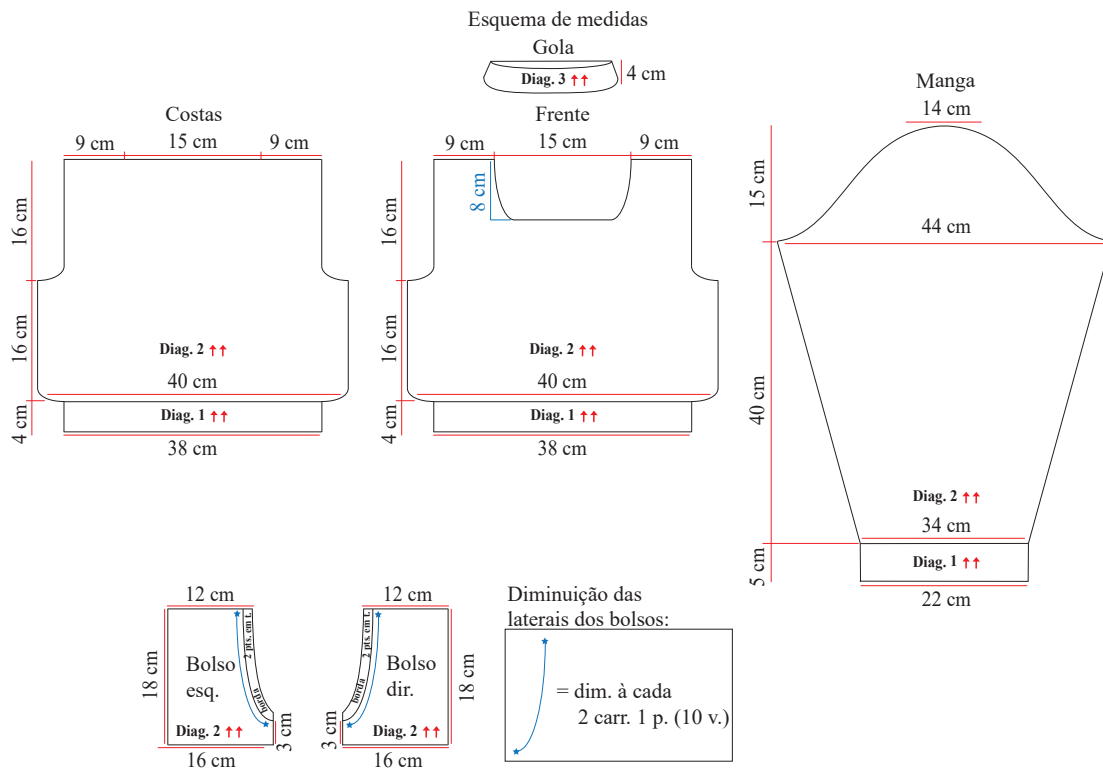 Esquema de medidas
Gola
Diag. 3
4 cm
Costas
9 cm
15 cm
9 cm
16 cm
16 cm
4 cm
Diag. 2
40 cm
Diag. 1
38 cm
Frente
9 cm
15 cm
9 cm
8 cm
16 cm
16 cm
4 cm
Diag. 2
40 cm
Diag. 1
38 cm
Manga
14 cm
15 cm
44 cm
40 cm
Diag. 2
34 cm
5 cm
Diag. 1
22 cm
12 cm
18 cm
Bolso
esq.
2 pts. em t.
borda
Diag. 2
3 cm
16 cm
12 cm
2 pts. em t.
borda
Bolso
dir.
18 cm
3 cm
Diag. 2
16 cm
Diminuição das
laterais dos bolsos:
= dim. à cada
2 carr. 1 p. (10 v.)